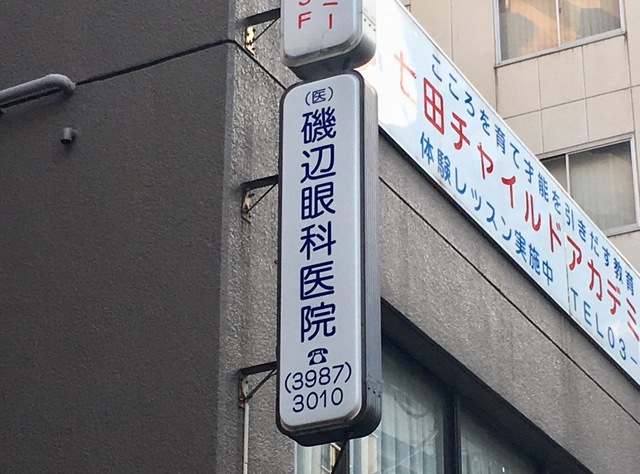 (医)
磯辺眼科医院
☎
(3987)
3010
こころを育て才能を引きだす教育
七田チャイルドアカデミ
体験レッスン実施中 TEL03-